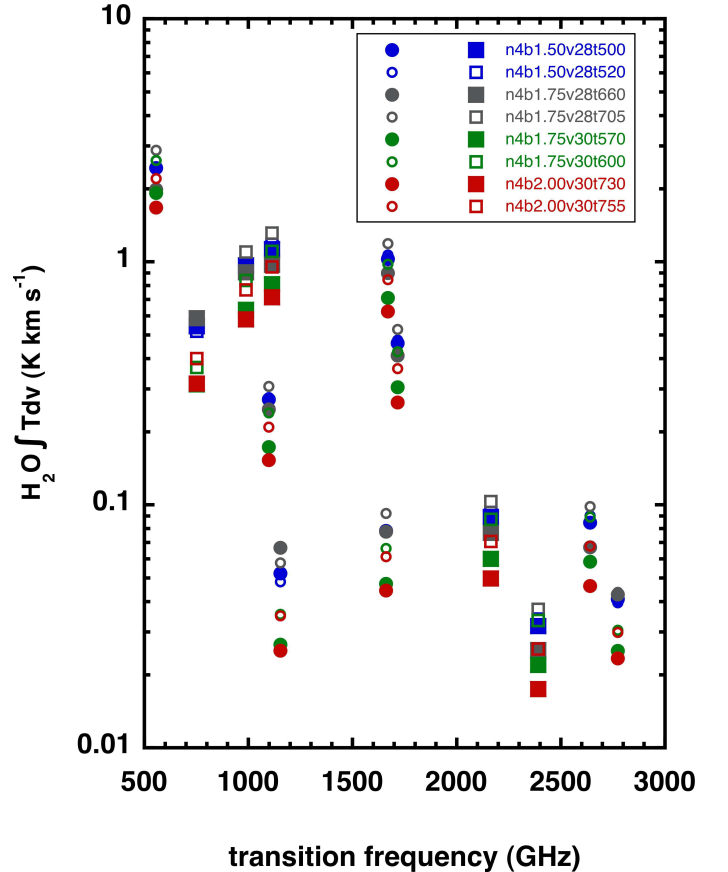 10
n4b1.50v28t500
n4b1.50v28t520
n4b1.75v28t660
n4b1.75v28t705
n4b1.75v30t570
n4b1.75v30t600
n4b2.00v30t730
n4b2.00v30t755
1
0.1
0.01
H₂O∫Tdv (K km s⁻¹)
500 1000 1500 2000 2500 3000
transition frequency (GHz)